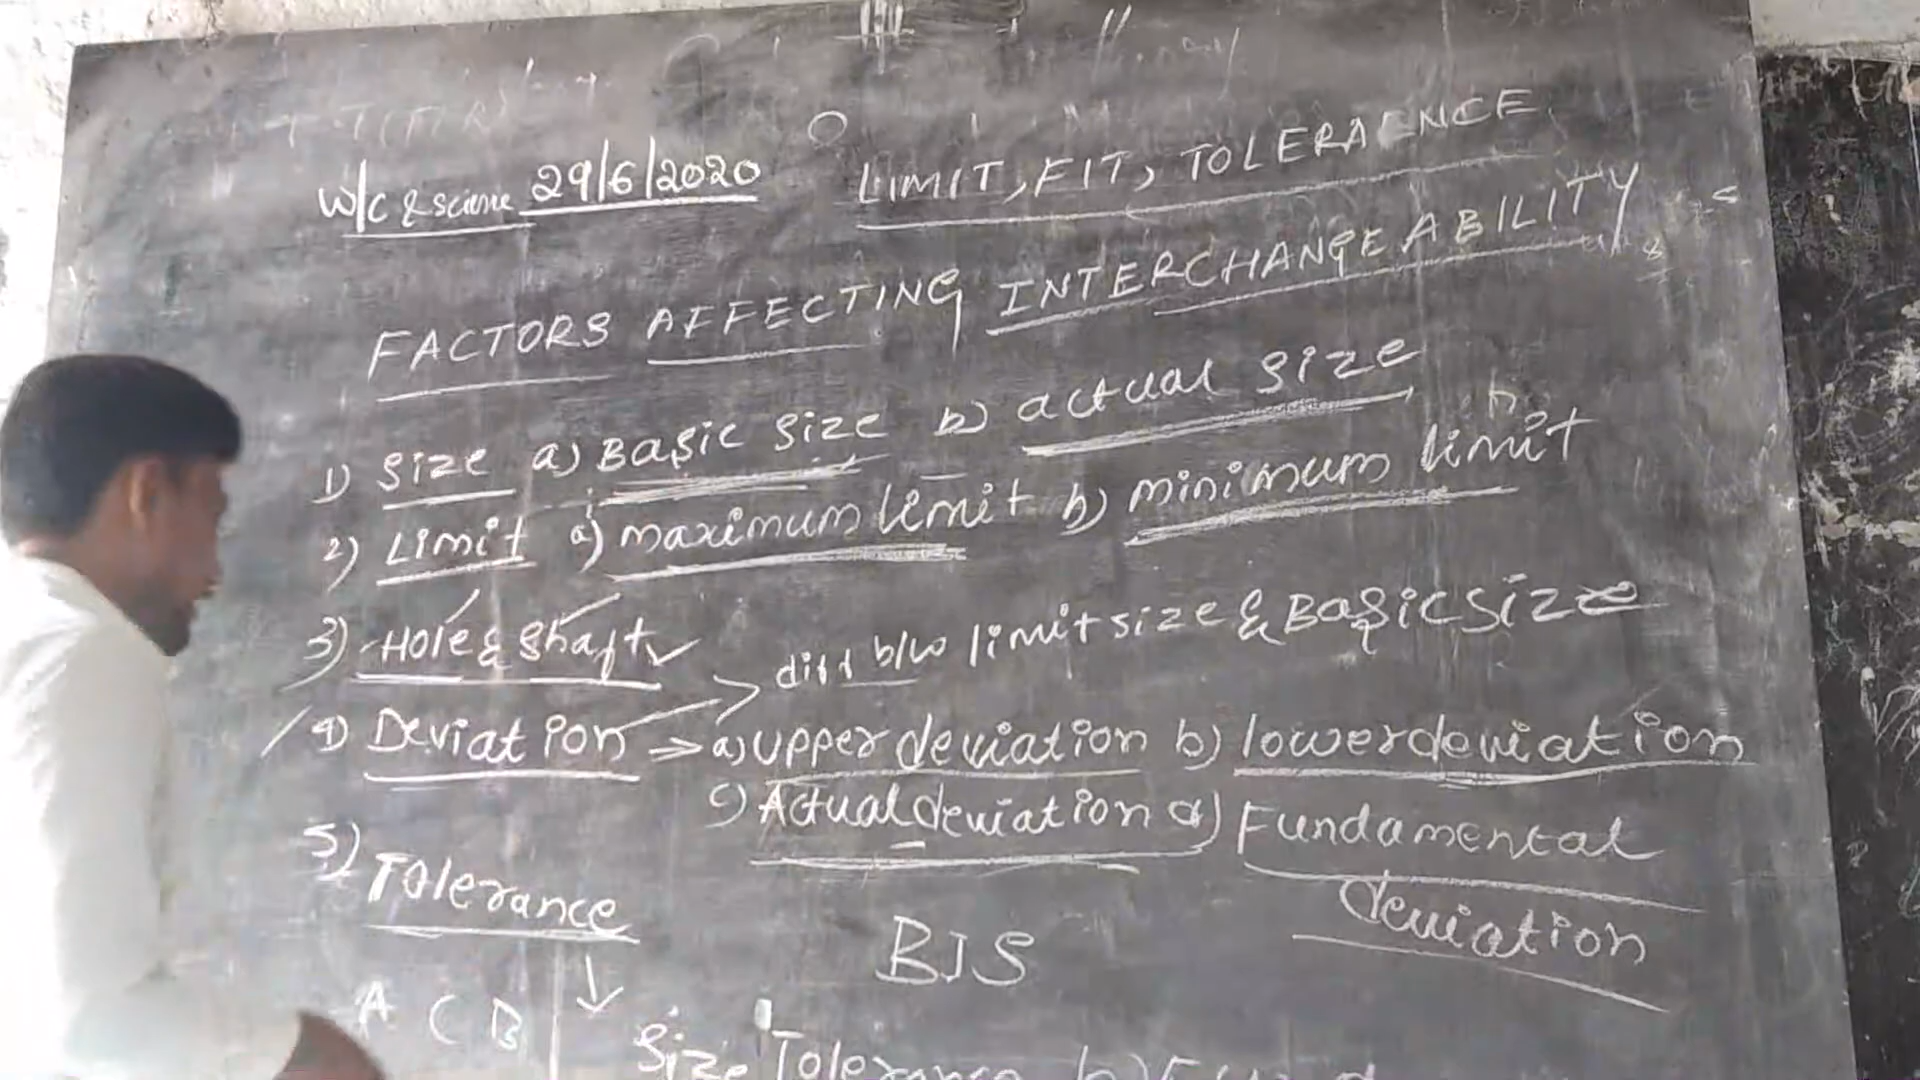 W/C & science 29/6/2020 LIMIT, FIT, TOLERAENCE
FACTORS AFFECTING INTERCHANGEABILITY
1) Size a) Basic Size b) actual Size
2) Limit a) maximum limit b) minimum limit
3) Hole & Shaft
diff b/w limit size & Basic Size
4) Deviation ⇒ a) upper deviation b) lower deviation
c) Actual deviation d) Fundamental deviation
5) Tolerance
BIS
A C B
Size Tolerance b)